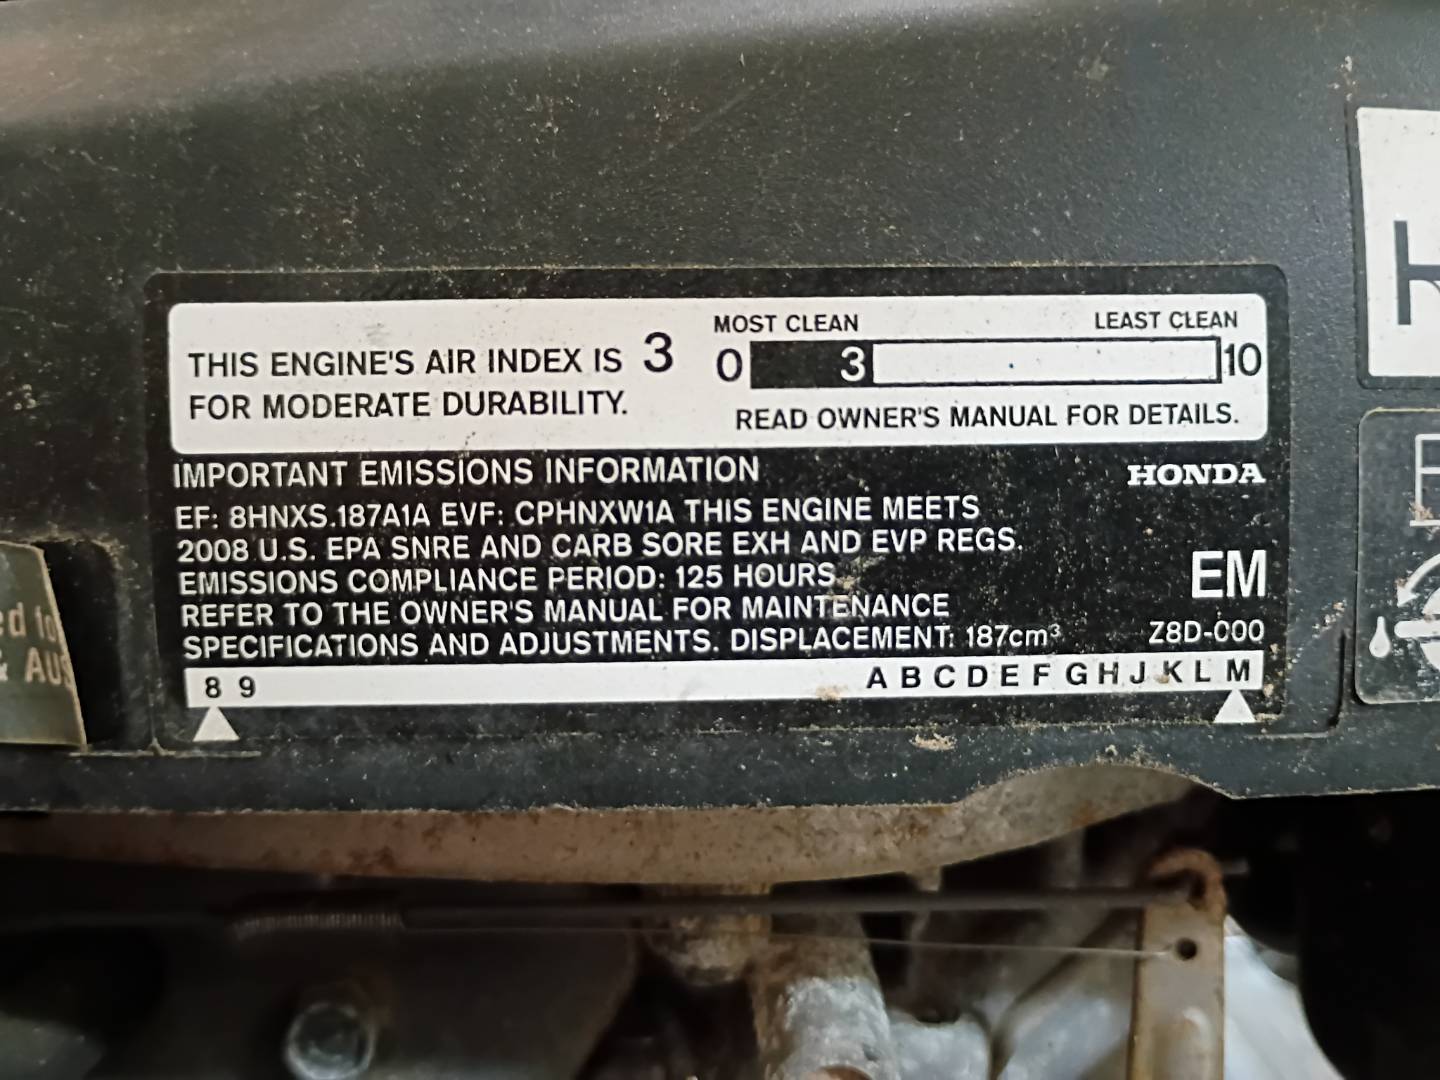 THIS ENGINE'S AIR INDEX IS 3
FOR MODERATE DURABILITY.
MOST CLEAN LEAST CLEAN
0 3 10
READ OWNER'S MANUAL FOR DETAILS.
IMPORTANT EMISSIONS INFORMATION
HONDA
EF: 8HNXS.187A1A EVF: CPHNXW1A THIS ENGINE MEETS
2008 U.S. EPA SNRE AND CARB SORE EXH AND EVP REGS.
EMISSIONS COMPLIANCE PERIOD: 125 HOURS
EM
REFER TO THE OWNER'S MANUAL FOR MAINTENANCE
SPECIFICATIONS AND ADJUSTMENTS. DISPLACEMENT: 187cm³
Z8D-000
8 9 A B C D E F G H J K L M